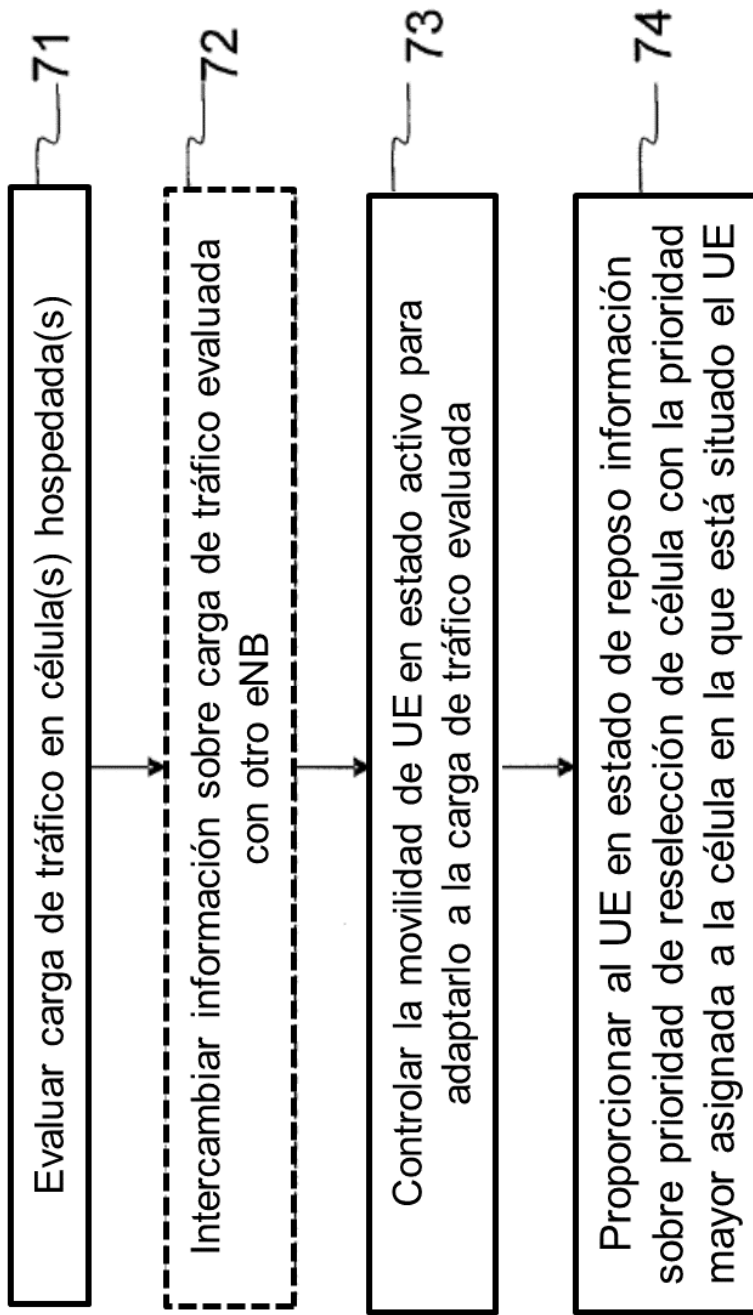 Evaluar carga de tráfico en célula(s) hospedada(s)
71
Intercambiar información sobre carga de tráfico evaluada
con otro eNB
72
Controlar la movilidad de UE en estado activo para
adaptarlo a la carga de tráfico evaluada
73
Proporcionar al UE en estado de reposo información
sobre prioridad de reselección de célula con la prioridad
mayor asignada a la célula en la que está situado el UE
74